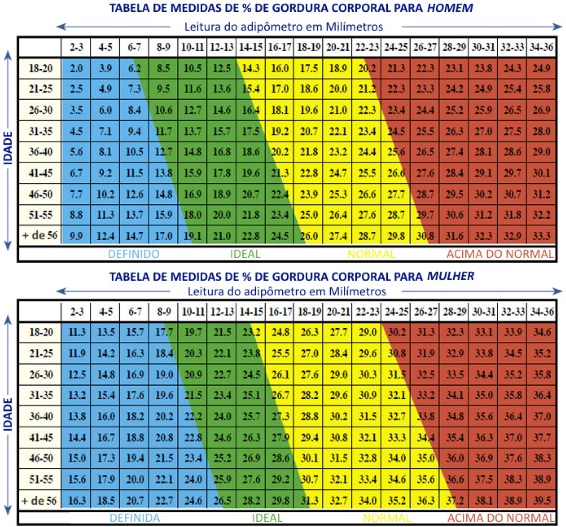 TABELA DE MEDIDAS DE % DE GORDURA CORPORAL PARA HOMEM
Leitura do adipômetro em Milímetros
2-3 4-5 6-7 8-9 10-11 12-13 14-15 16-17 18-19 20-21 22-23 24-25 26-27 28-29 30-31 32-33 34-36
IDADE
18-20 2.0 3.9 6.2 8.5 10.5 12.5 14.3 16.0 17.5 18.9 20.2 21.3 22.3 23.1 23.8 24.3 24.9
21-25 2.5 4.9 7.3 9.5 11.6 13.6 15.4 17.0 18.6 20.0 21.2 22.3 23.3 24.2 24.9 25.4 25.8
26-30 3.5 6.0 8.4 10.6 12.7 14.6 16.4 18.1 19.6 21.0 22.3 23.4 24.4 25.2 25.9 26.5 26.9
31-35 4.5 7.1 9.4 11.7 13.7 15.7 17.5 19.2 20.7 22.1 23.4 24.5 25.5 26.3 27.0 27.5 28.0
36-40 5.6 8.1 10.5 12.7 14.8 16.8 18.6 20.2 21.8 23.2 24.4 25.6 26.5 27.4 28.1 28.6 29.0
41-45 6.7 9.2 11.5 13.8 15.9 17.8 19.6 21.3 22.8 24.7 25.5 26.6 27.6 28.4 29.1 29.7 30.1
46-50 7.7 10.2 12.6 14.8 16.9 18.9 20.7 22.4 23.9 25.3 26.6 27.7 28.7 29.5 30.2 30.7 31.2
51-55 8.8 11.3 13.7 15.9 18.0 20.0 21.8 23.4 25.0 26.4 27.6 28.7 29.7 30.6 31.2 31.8 32.2
+ de 56 9.9 12.4 14.7 17.0 19.1 21.0 22.8 24.5 26.0 27.4 28.7 29.8 30.8 31.6 32.3 32.9 33.3
DEFINIDO IDEAL NORMAL ACIMA DO NORMAL
TABELA DE MEDIDAS DE % DE GORDURA CORPORAL PARA MULHER
Leitura do adipômetro em Milímetros
2-3 4-5 6-7 8-9 10-11 12-13 14-15 16-17 18-19 20-21 22-23 24-25 26-27 28-29 30-31 32-33 34-36
IDADE
18-20 11.3 13.5 15.7 17.7 19.7 21.5 23.2 24.8 26.3 27.7 29.0 30.2 31.3 32.3 33.1 33.9 34.6
21-25 11.9 14.2 16.3 18.4 20.3 22.1 23.8 25.5 27.0 28.4 29.6 30.8 31.9 32.8 33.8 34.5 35.2
26-30 12.5 14.8 16.9 19.0 20.9 22.7 24.5 26.1 27.6 29.0 30.3 31.5 32.5 33.5 34.4 35.2 35.8
31-35 13.2 15.4 17.6 19.6 21.5 23.4 25.1 26.7 28.2 29.6 30.9 32.1 33.2 34.1 35.0 35.8 36.4
36-40 13.8 16.0 18.2 20.2 22.2 24.0 25.7 27.3 28.8 30.2 31.5 32.7 33.8 34.8 35.6 36.4 37.0
41-45 14.4 16.7 18.8 20.8 22.8 24.6 26.3 27.9 29.4 30.8 32.1 33.3 34.4 35.4 36.3 37.0 37.7
46-50 15.0 17.3 19.4 21.5 23.4 25.2 26.9 28.6 30.1 31.5 32.8 34.0 35.0 36.0 36.9 37.6 38.3
51-55 15.6 17.9 20.0 22.1 24.0 25.9 27.6 29.2 30.7 32.1 33.4 34.6 35.6 36.6 37.5 38.3 38.9
+ de 56 16.3 18.5 20.7 22.7 24.6 26.5 28.2 29.8 31.3 32.7 34.0 35.2 36.3 37.2 38.1 38.9 39.5
DEFINIDA IDEAL NORMAL ACIMA DO NORMAL